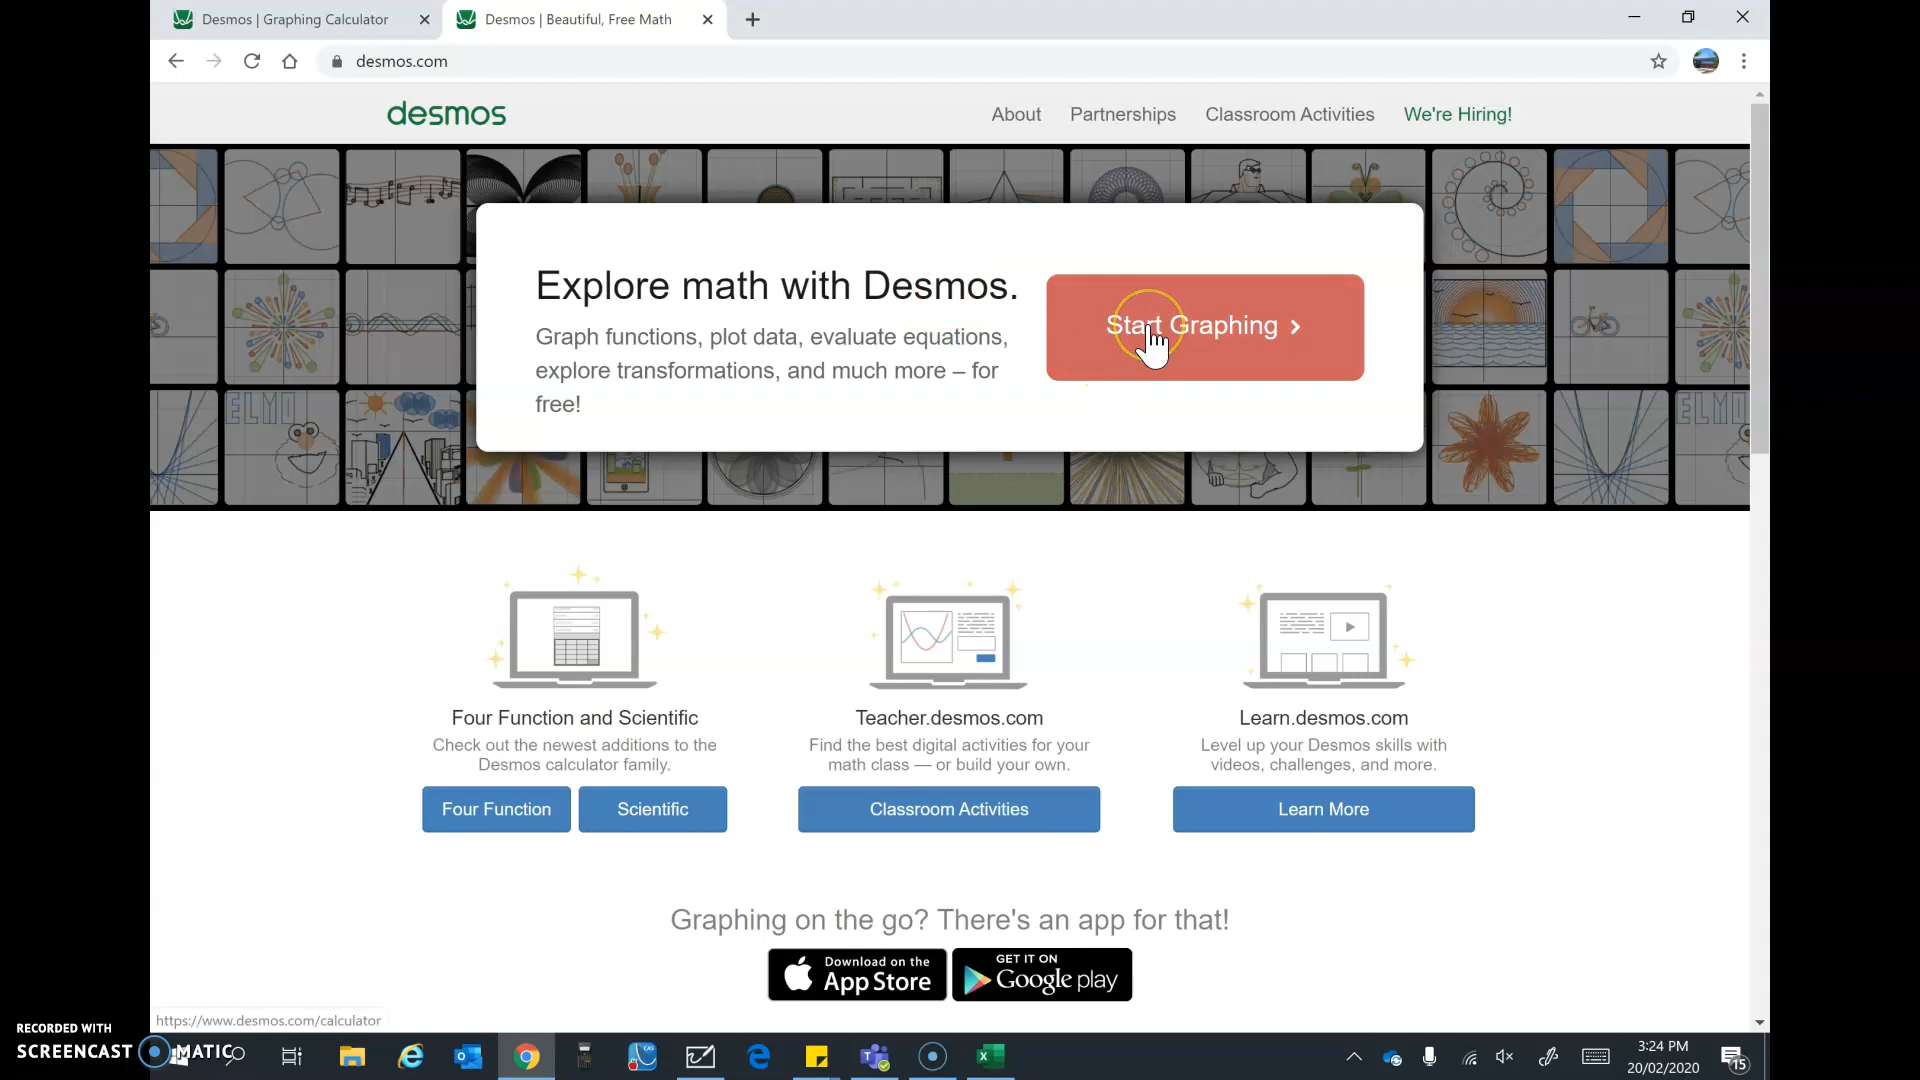 Desmos | Graphing Calculator
Desmos | Beautiful, Free Math
desmos.com
desmos
About
Partnerships
Classroom Activities
We're Hiring!
Explore math with Desmos.
Graph functions, plot data, evaluate equations,
explore transformations, and much more – for
free!
Start Graphing
ELMO
ELMO
Four Function and Scientific
Check out the newest additions to the
Desmos calculator family.
Four Function
Scientific
Teacher.desmos.com
Find the best digital activities for your
math class — or build your own.
Classroom Activities
Learn.desmos.com
Level up your Desmos skills with
videos, challenges, and more.
Learn More
Graphing on the go? There's an app for that!
Download on the
App Store
GET IT ON
Google play
https://www.desmos.com/calculator
RECORDED WITH
SCREENCAST MATIC
3:24 PM
20/02/2020
15